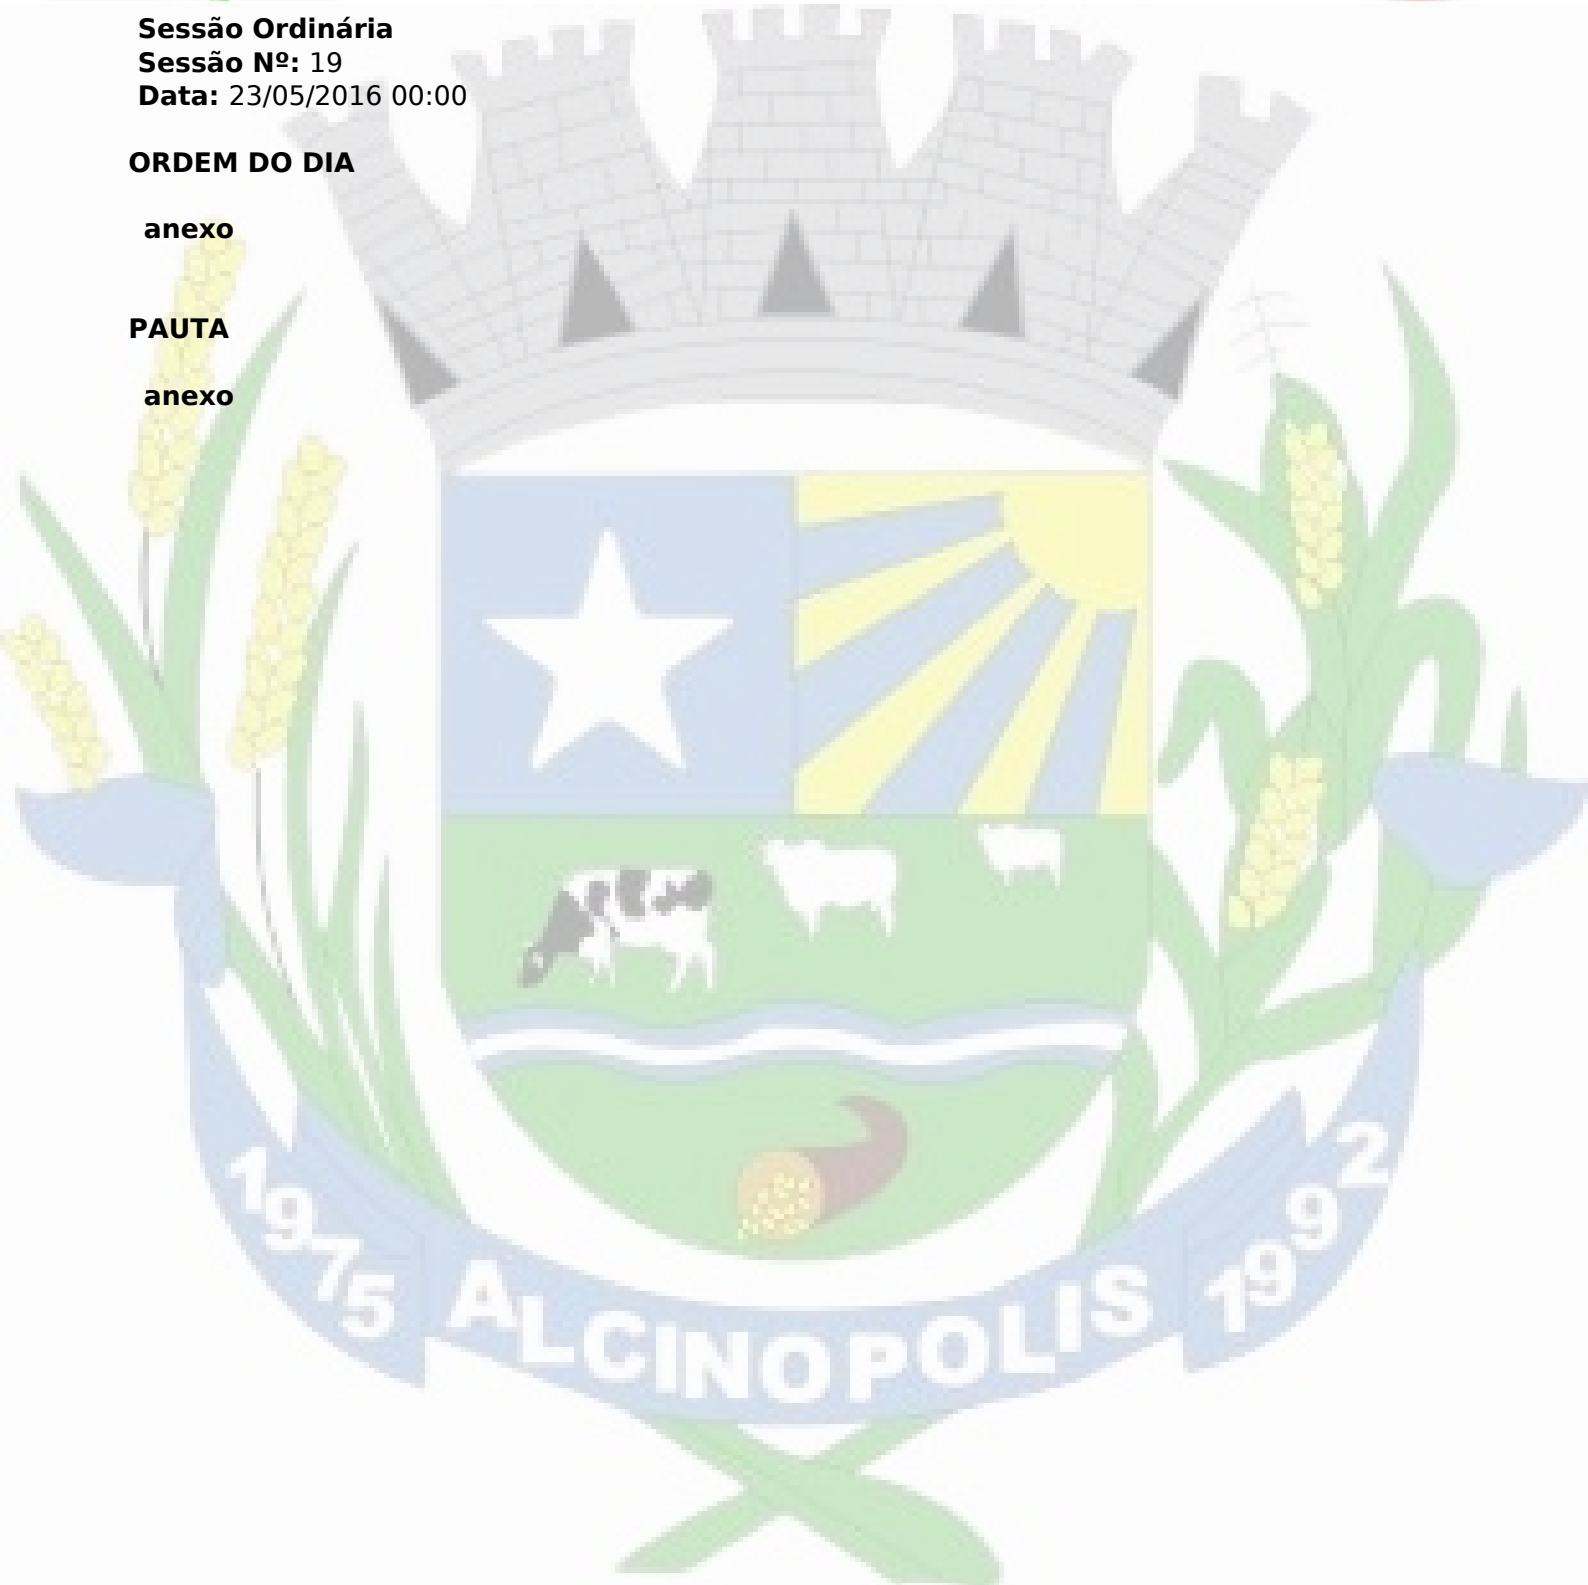 Sessão Ordinária
Sessão Nº: 19
Data: 23/05/2016 00:00
ORDEM DO DIA
anexo
PAUTA
anexo
1975 ALCINOPOLIS 1992